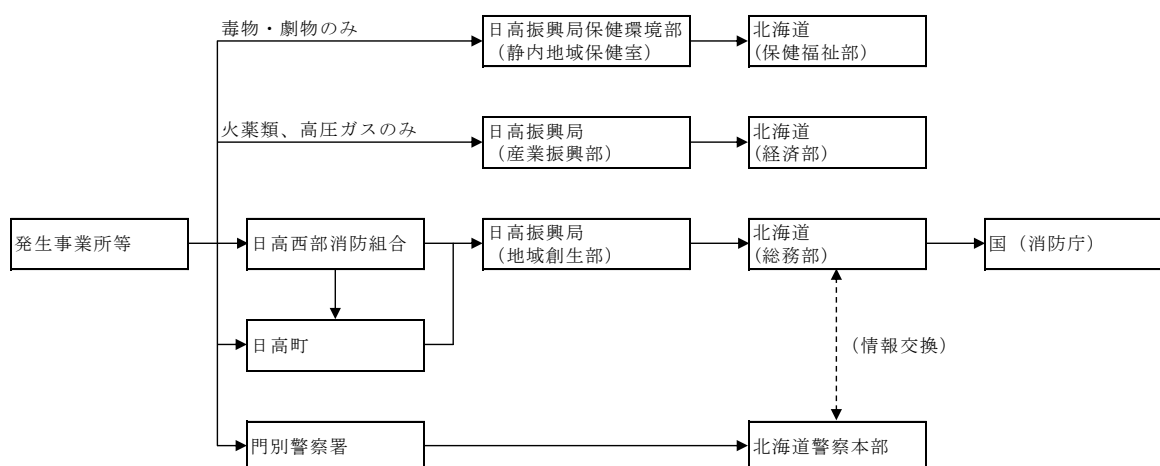 毒物・劇物のみ
日高振興局保健環境部
（静内地域保健室）
北海道
(保健福祉部）
火薬類、高圧ガスのみ
日高振興局
（産業振興部）
北海道
(経済部）
発生事業所等
日高西部消防組合
日高振興局
（地域創生部）
北海道
(総務部）
国（消防庁）
日高町
（情報交換）
門別警察署
北海道警察本部